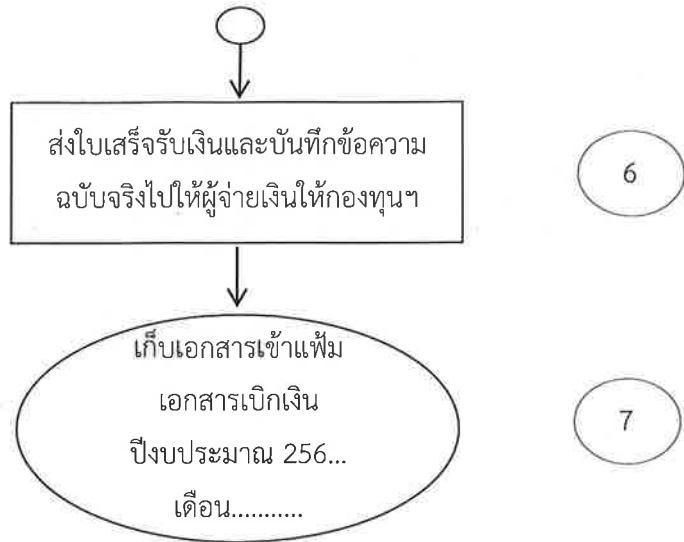 ส่งใบเสร็จรับเงินและบันทึกข้อความ
ฉบับจริงไปให้ผู้จ่ายเงินให้กองทุนฯ
6
เก็บเอกสารเข้าแฟ้ม
เอกสารเบิกเงิน
ปีงบประมาณ 256...
เดือน...........
7